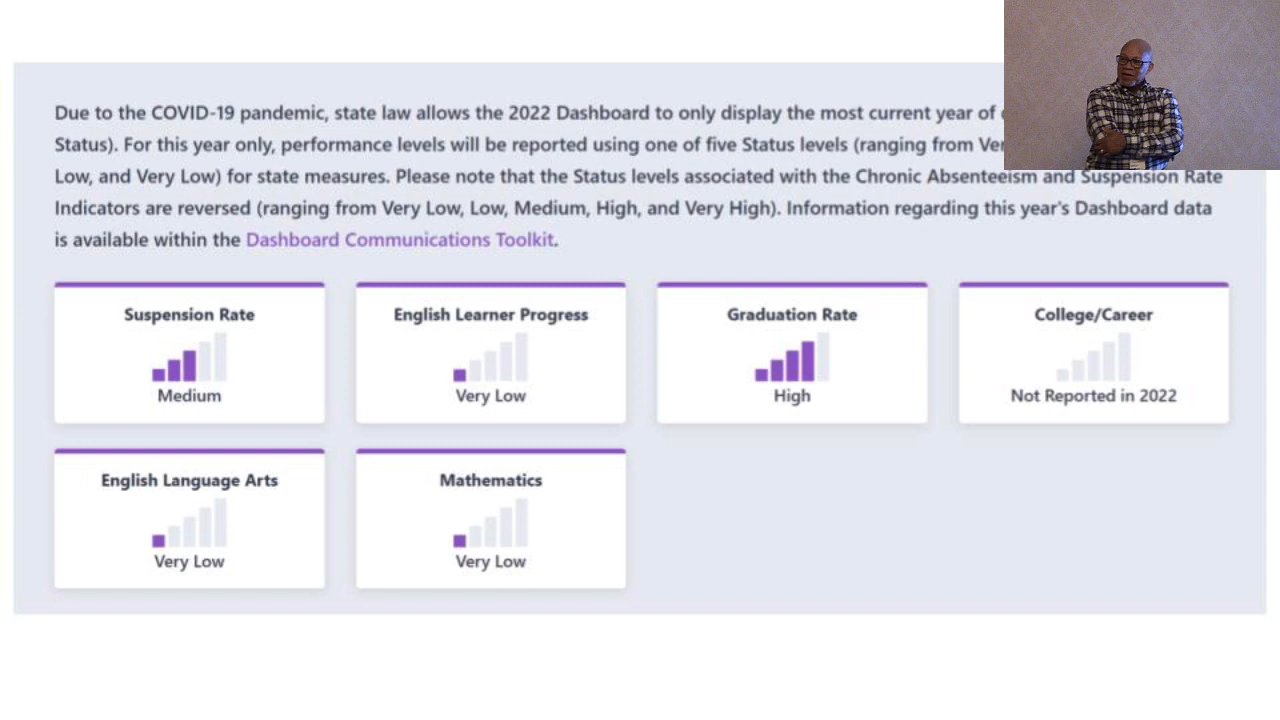 Due to the COVID-19 pandemic, state law allows the 2022 Dashboard to only display the most current year of
Status). For this year only, performance levels will be reported using one of five Status levels (ranging from
Low, and Very Low) for state measures. Please note that the Status levels associated with the Chronic Absenteeism and Suspension Rate
Indicators are reversed (ranging from Very Low, Low, Medium, High, and Very High). Information regarding this year's Dashboard data
is available within the Dashboard Communications Toolkit.
Suspension Rate
Medium
English Learner Progress
Very Low
Graduation Rate
High
College/Career
Not Reported in 2022
English Language Arts
Very Low
Mathematics
Very Low